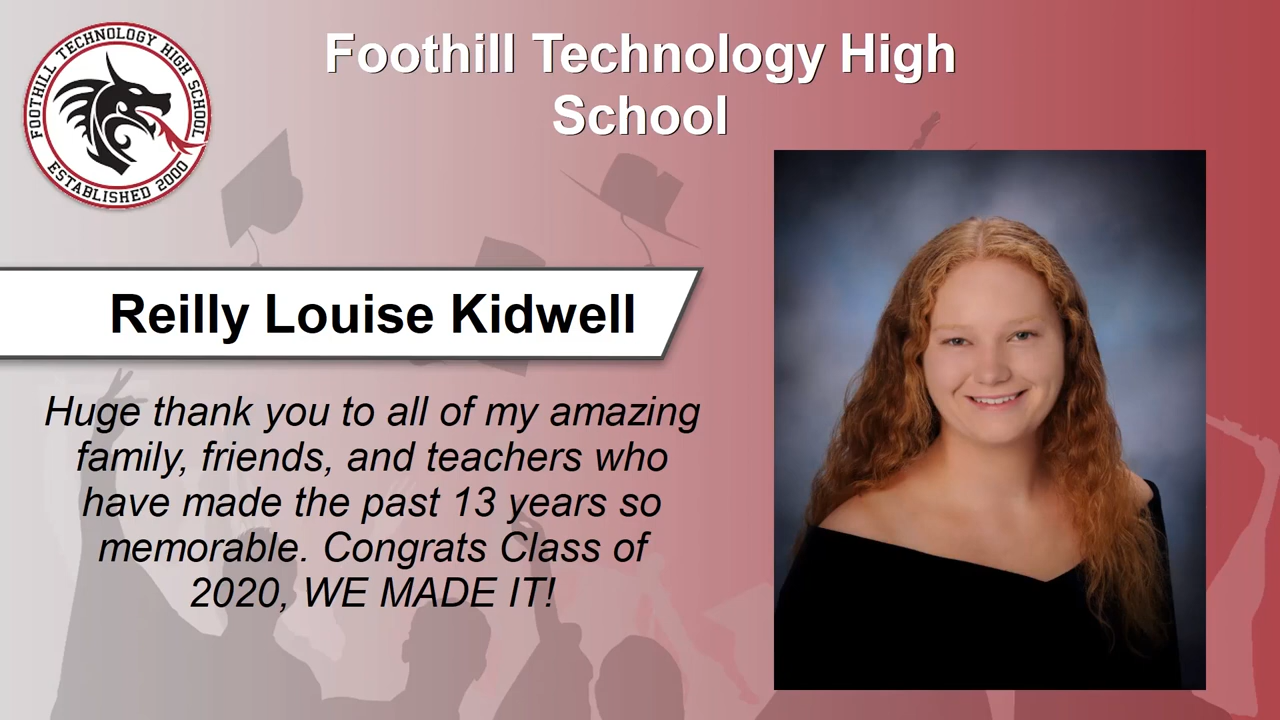 FOOTHILL TECHNOLOGY HIGH SCHOOL
ESTABLISHED 2000
Foothill Technology High
School
Reilly Louise Kidwell
Huge thank you to all of my amazing
family, friends, and teachers who
have made the past 13 years so
memorable. Congrats Class of
2020, WE MADE IT!